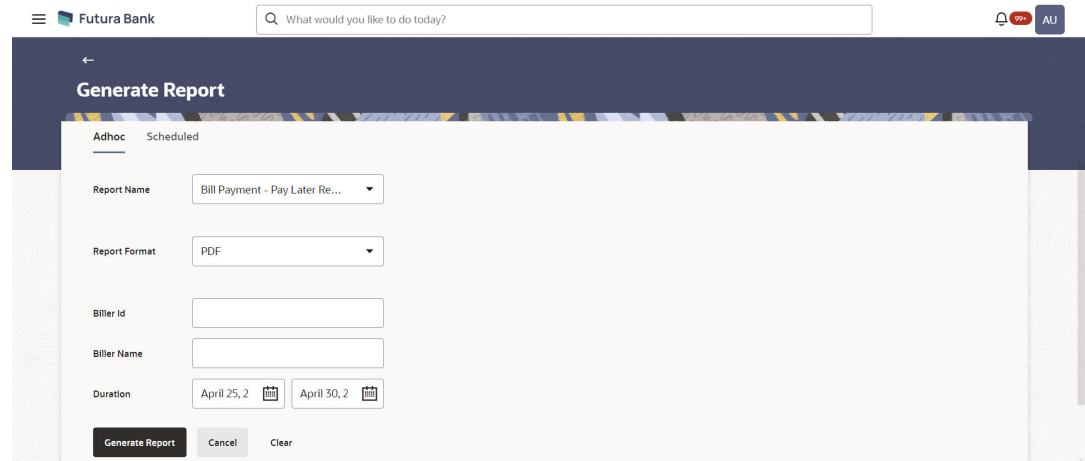 Futura Bank
What would you like to do today?
99+
AU
Generate Report
Adhoc Scheduled
Report Name
Bill Payment - Pay Later Re...
Report Format
PDF
Biller Id
Biller Name
Duration
April 25, 2
April 30, 2
Generate Report
Cancel
Clear